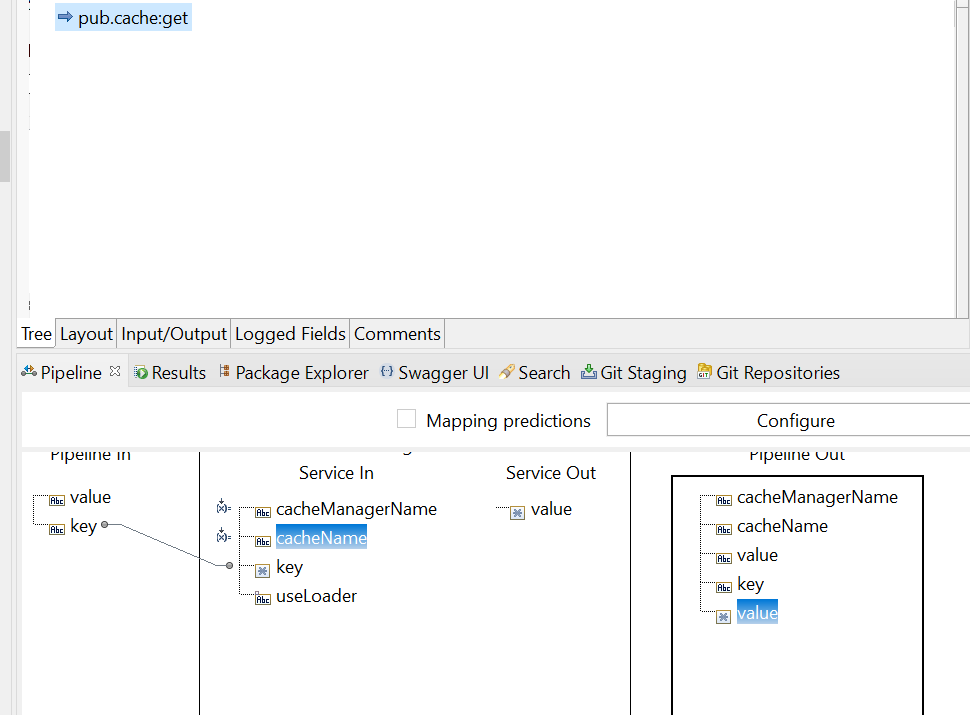 pub.cache:get
Tree Layout Input/Output Logged Fields Comments
Pipeline Results Package Explorer Swagger UI Search Git Staging Git Repositories
Mapping predictions Configure
Pipeline In
value
key
Service In
cacheManagerName
cacheName
key
useLoader
Service Out
value
Pipeline Out
cacheManagerName
cacheName
value
key
value